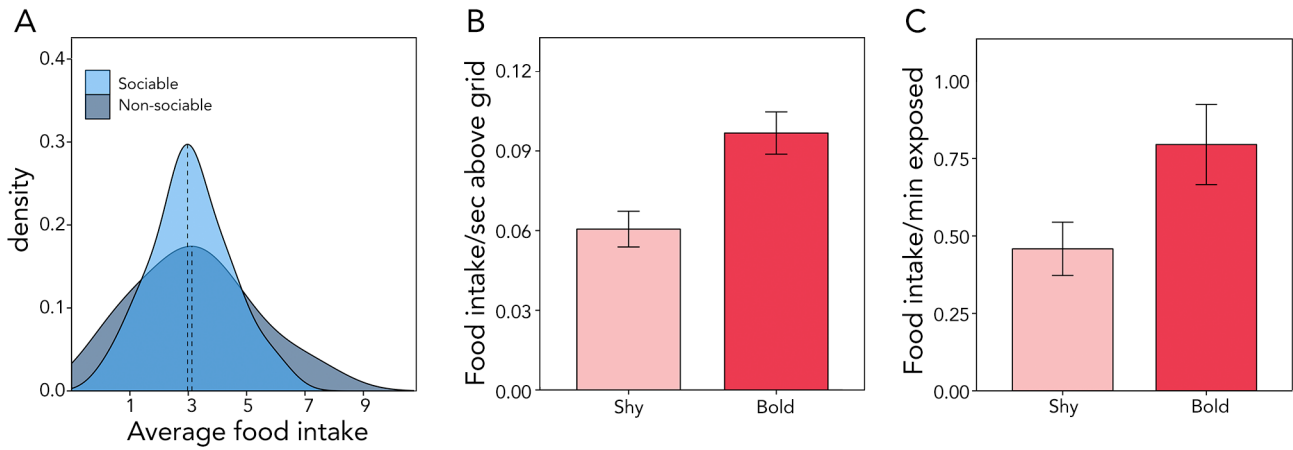 A
density
0.4
0.3
0.2
0.1
0.0
Sociable
Non-sociable
1 3 5 7 9
Average food intake
B
Food intake/sec above grid
0.12
0.09
0.06
0.03
0.00
Shy Bold
C
Food intake/min exposed
1.00
0.75
0.50
0.25
0.00
Shy Bold